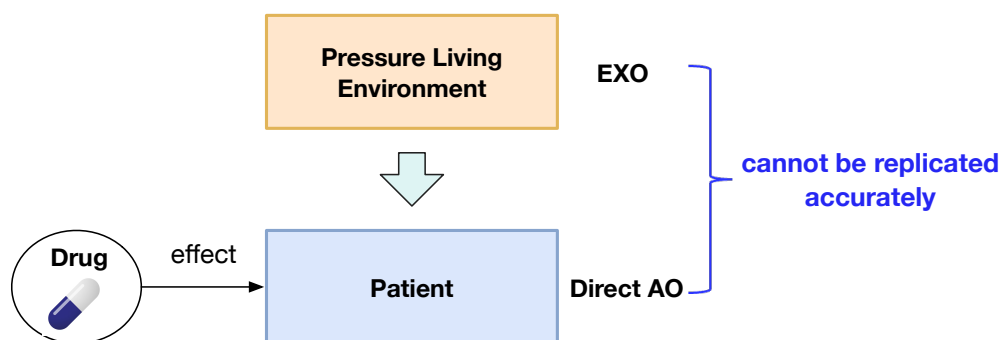 Pressure Living
Environment
EXO
cannot be replicated
accurately
Drug
effect
Patient
Direct AO